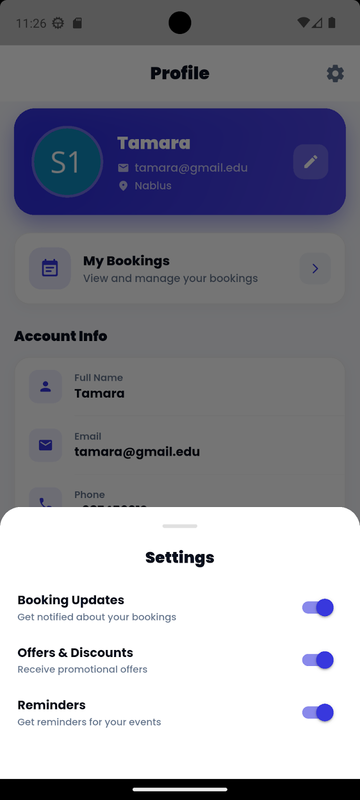 11:26
Profile
S1
Tamara
tamara@gmail.edu
Nablus
My Bookings
View and manage your bookings
Account Info
Full Name
Tamara
Email
tamara@gmail.edu
Phone
Settings
Booking Updates
Get notified about your bookings
Offers & Discounts
Receive promotional offers
Reminders
Get reminders for your events